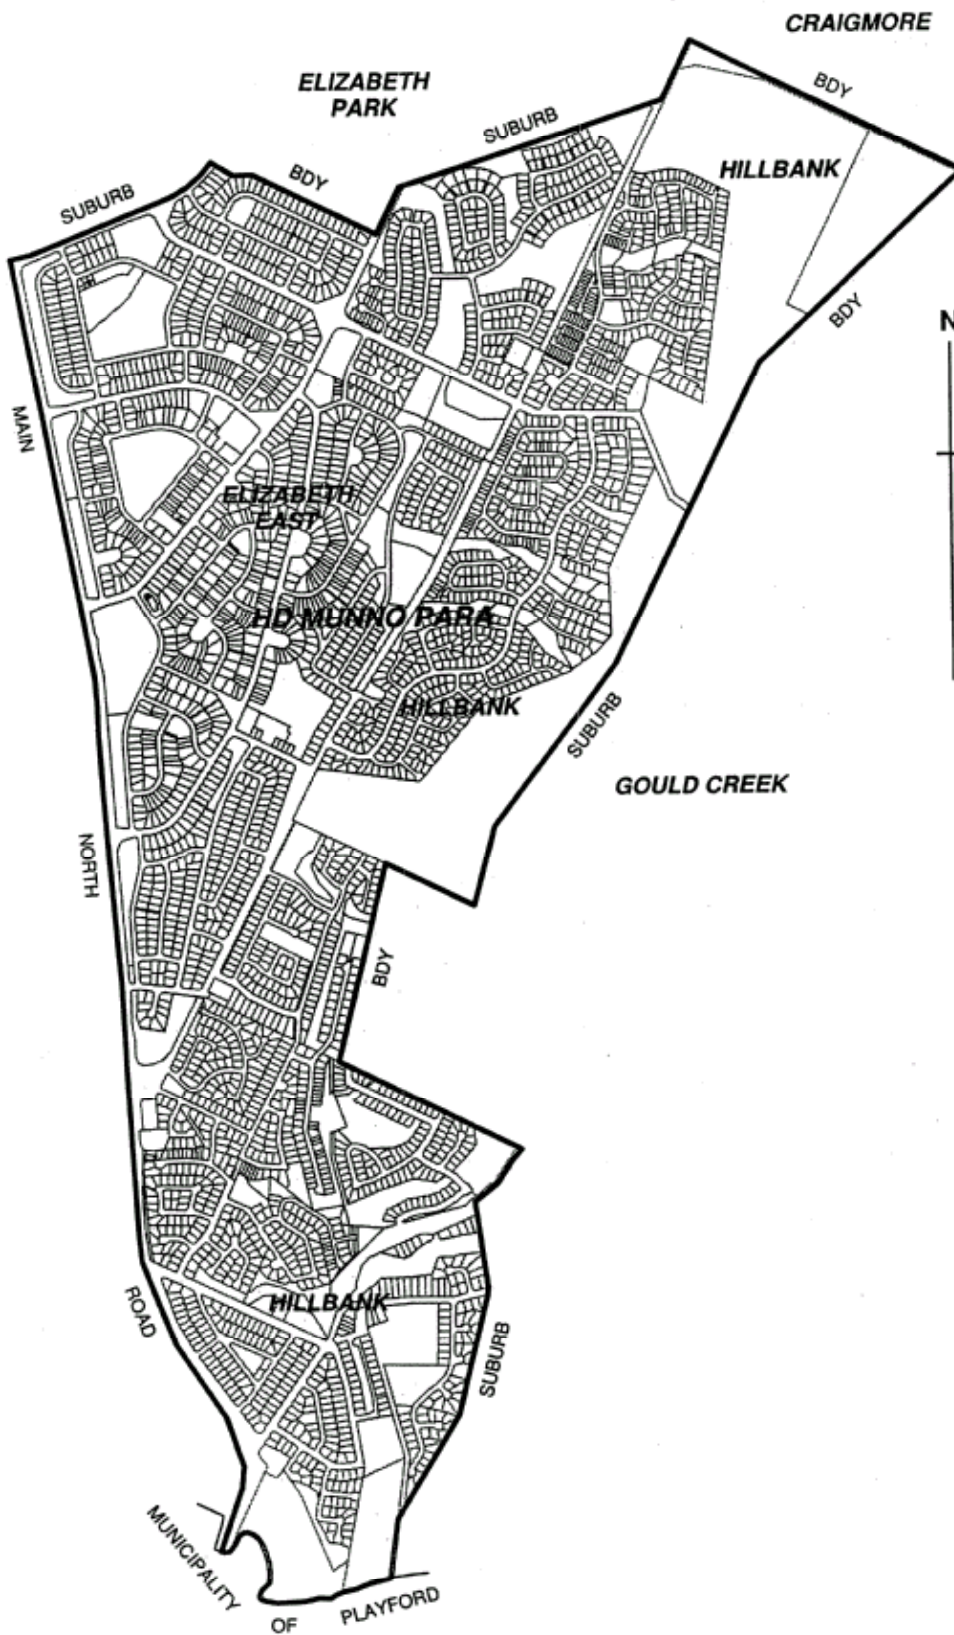 CRAIGMORE
ELIZABETH
PARK
BDY
SUBURB
HILLBANK
BDY
SUBURB
BDY
N
MAIN
ELIZABETH
EAST
HD MUNNO PARA
HILLBANK
SUBURB
GOULD CREEK
NORTH
BDY
HILLBANK
ROAD
SUBURB
MUNICIPALITY
OF
PLAYFORD